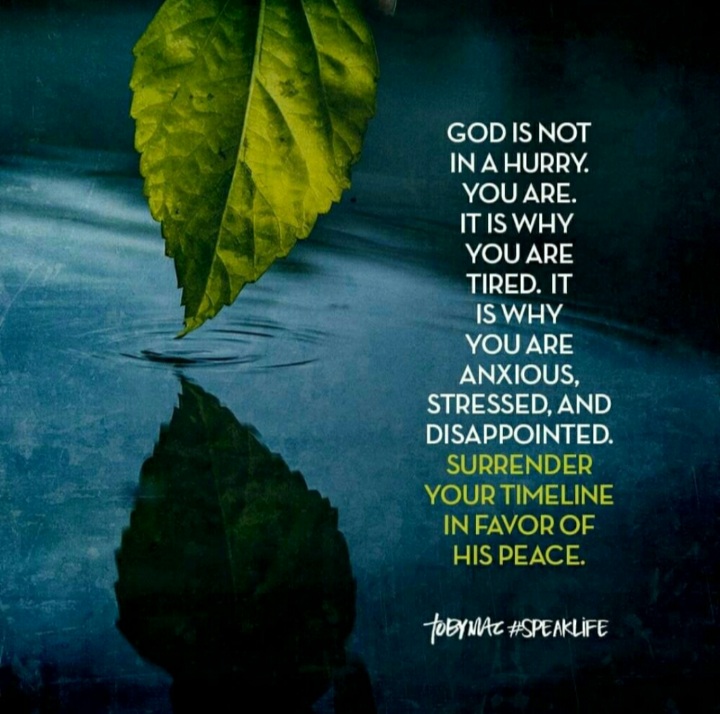 GOD IS NOT
IN A HURRY.
YOU ARE.
IT IS WHY
YOU ARE
TIRED. IT
IS WHY
YOU ARE
ANXIOUS,
STRESSED, AND
DISAPPOINTED.
SURRENDER
YOUR TIMELINE
IN FAVOR OF
HIS PEACE.
TOBYMAC #SPEAKLIFE